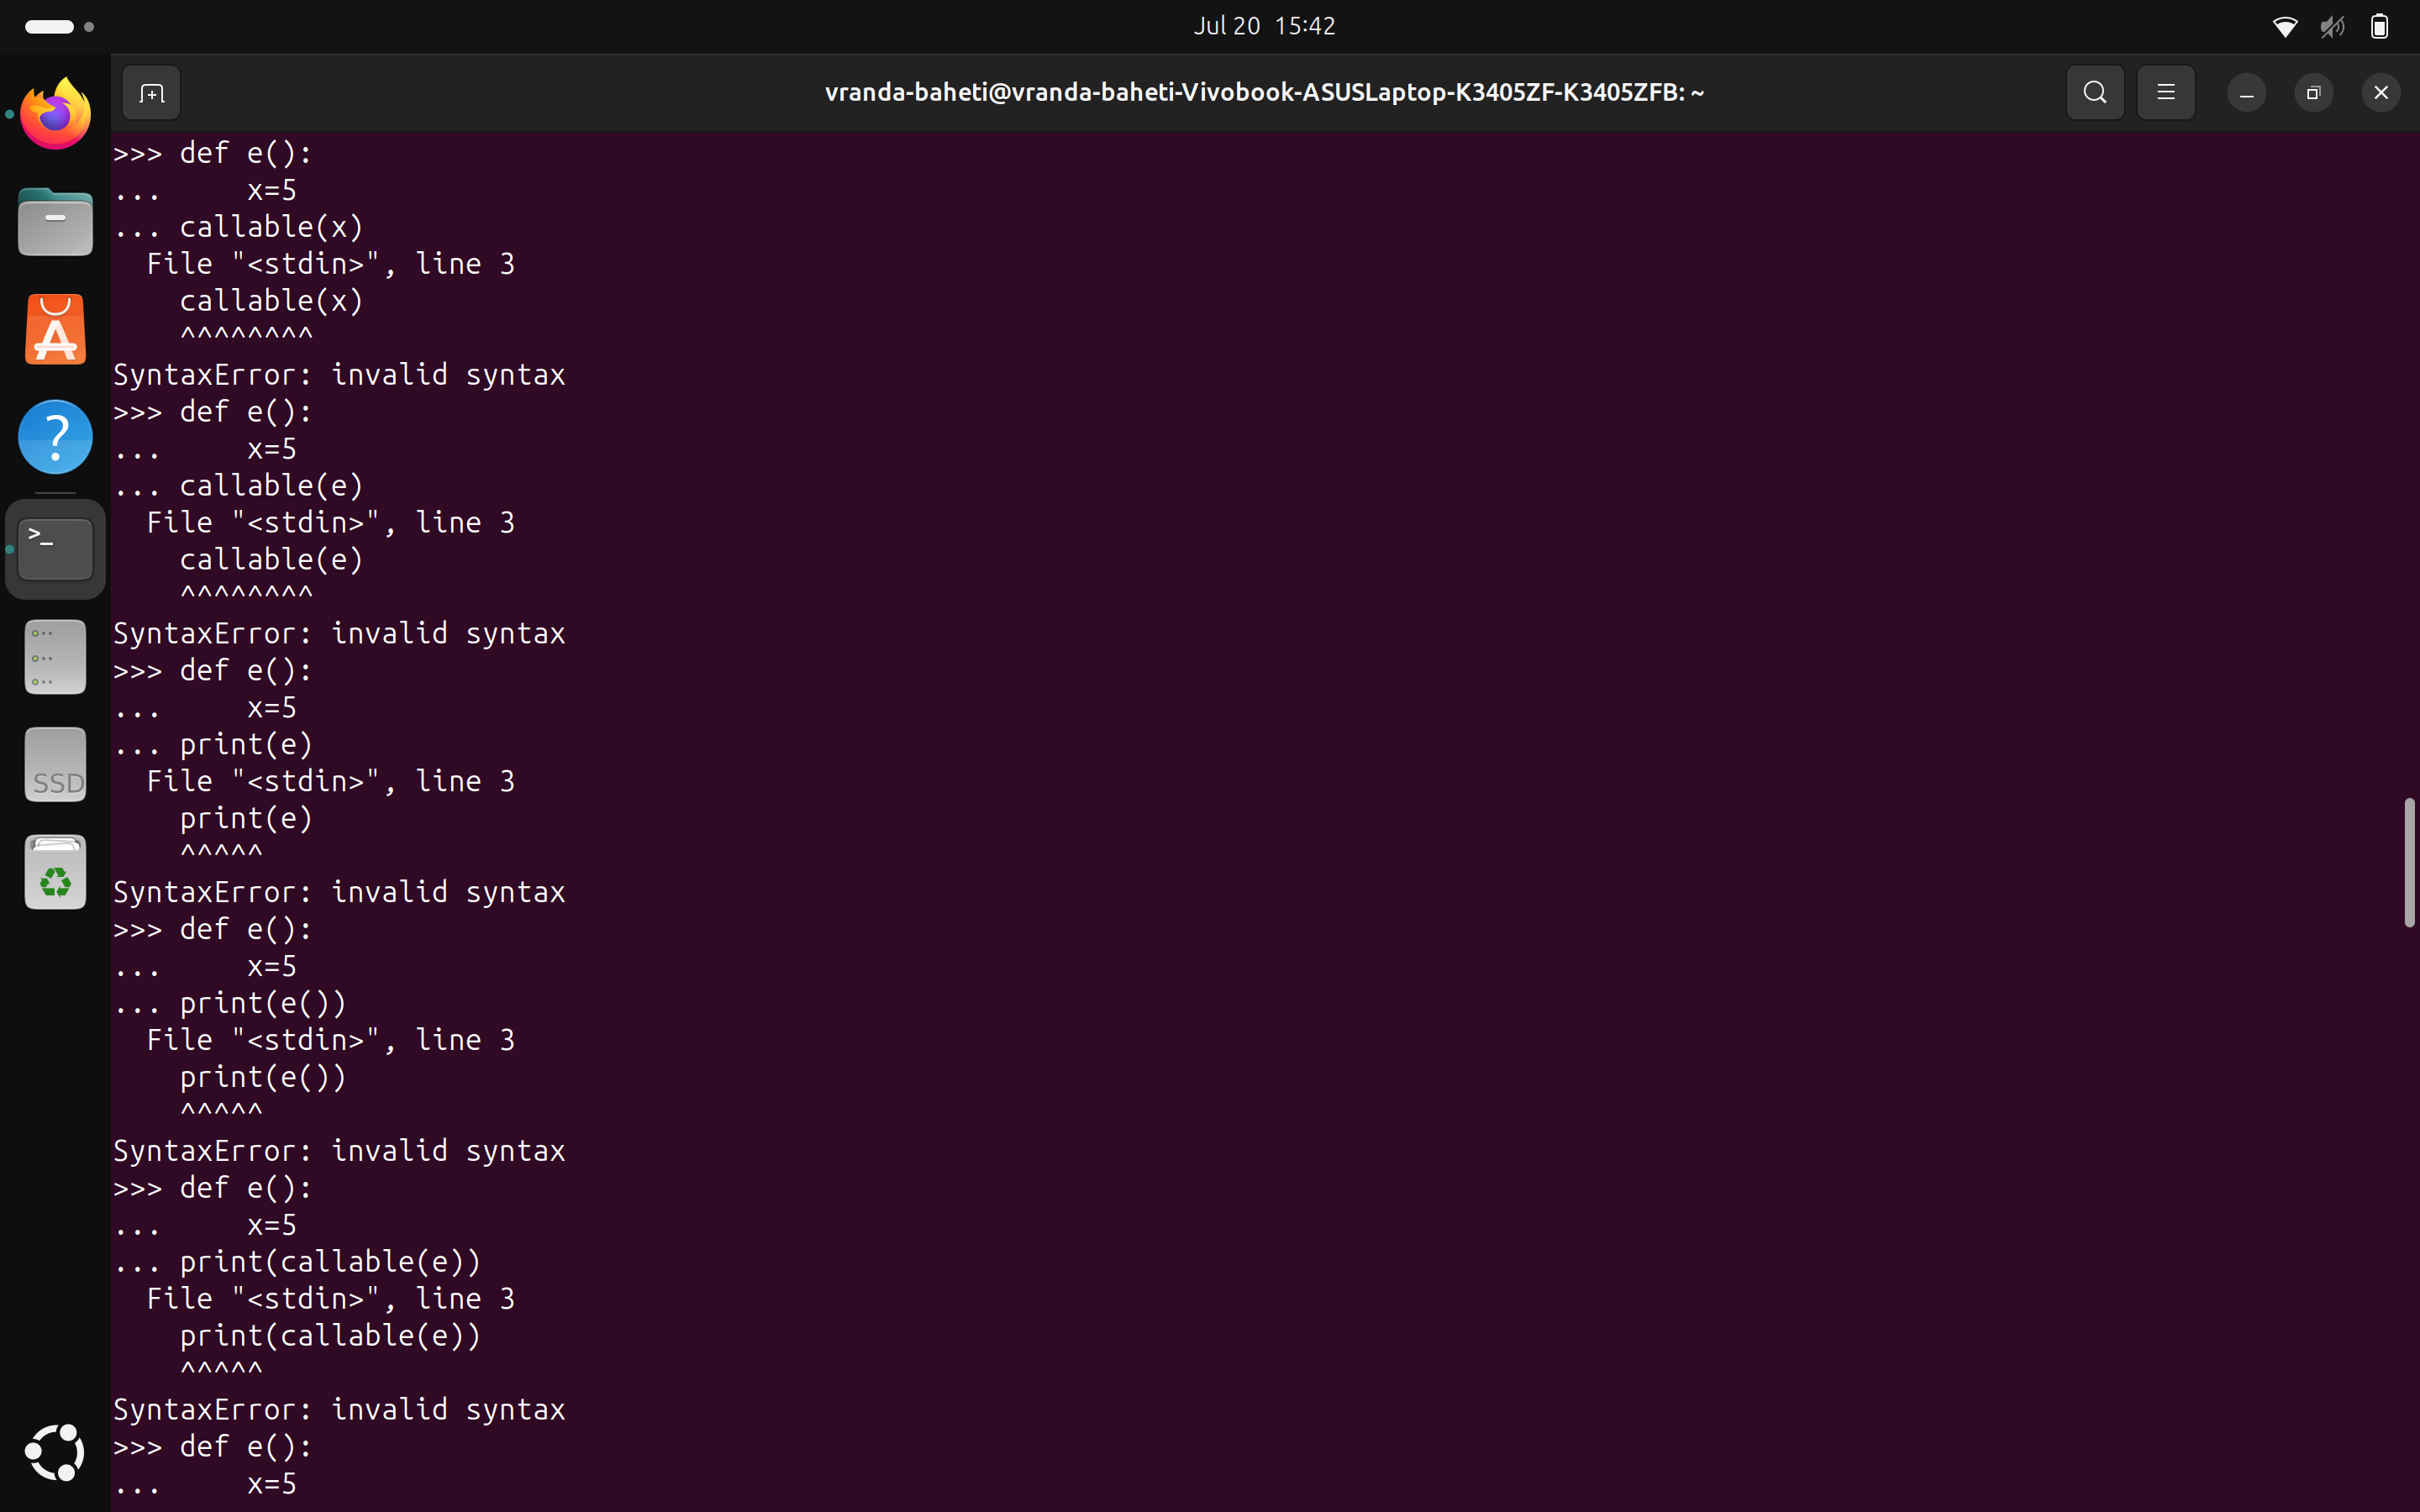 Jul 20 15:42
vranda-baheti@vranda-baheti-Vivobook-ASUSLaptop-K3405ZF-K3405ZFB: ~
>>> def e():
...     x=5
... callable(x)
  File "<stdin>", line 3
    callable(x)
    ^^^^^^^^
SyntaxError: invalid syntax
>>> def e():
...     x=5
... callable(e)
  File "<stdin>", line 3
    callable(e)
    ^^^^^^^^
SyntaxError: invalid syntax
>>> def e():
...     x=5
... print(e)
  File "<stdin>", line 3
    print(e)
    ^^^^^
SyntaxError: invalid syntax
>>> def e():
...     x=5
... print(e())
  File "<stdin>", line 3
    print(e())
    ^^^^^
SyntaxError: invalid syntax
>>> def e():
...     x=5
... print(callable(e))
  File "<stdin>", line 3
    print(callable(e))
    ^^^^^
SyntaxError: invalid syntax
>>> def e():
...     x=5
A
?
>_
SSD